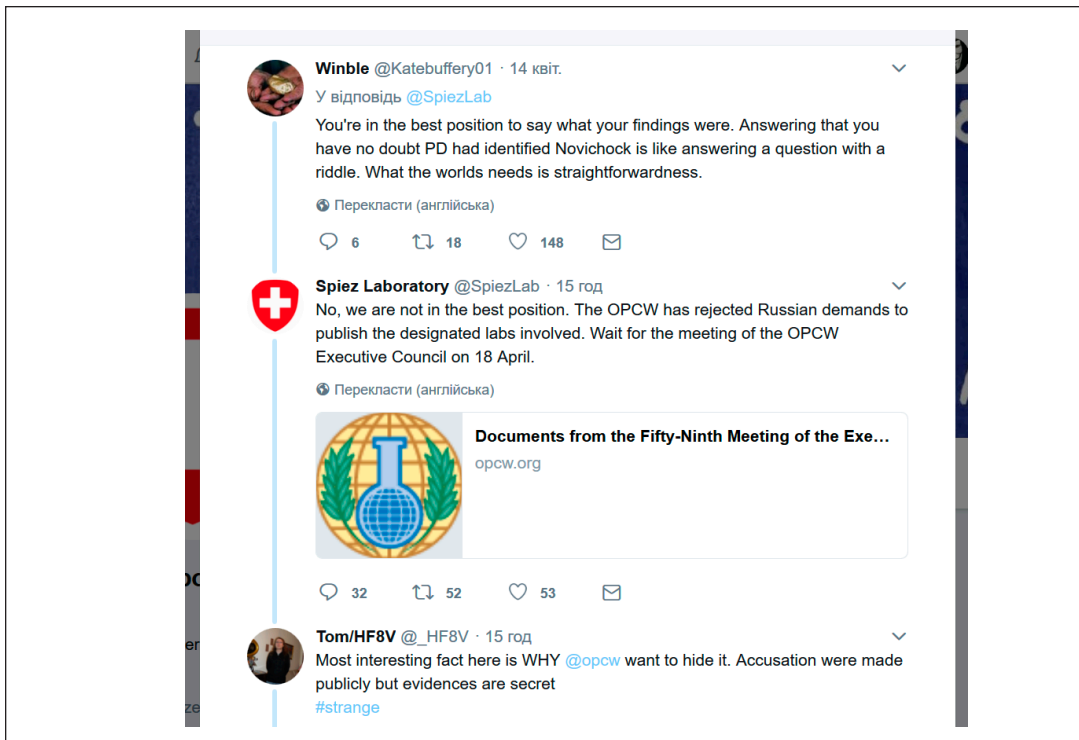 Winble @Katebuffery01 · 14 квіт.
У відповідь @SpiezLab
You're in the best position to say what your findings were. Answering that you
have no doubt PD had identified Novichock is like answering a question with a
riddle. What the worlds needs is straightforwardness.
Перекласти (англійська)
6 18 148
Spiez Laboratory @SpiezLab · 15 год
No, we are not in the best position. The OPCW has rejected Russian demands to
publish the designated labs involved. Wait for the meeting of the OPCW
Executive Council on 18 April.
Перекласти (англійська)
Documents from the Fifty-Ninth Meeting of the Exe...
opcw.org
32 52 53
Tom/HF8V @_HF8V · 15 год
Most interesting fact here is WHY @opcw want to hide it. Accusation were made
publicly but evidences are secret
#strange